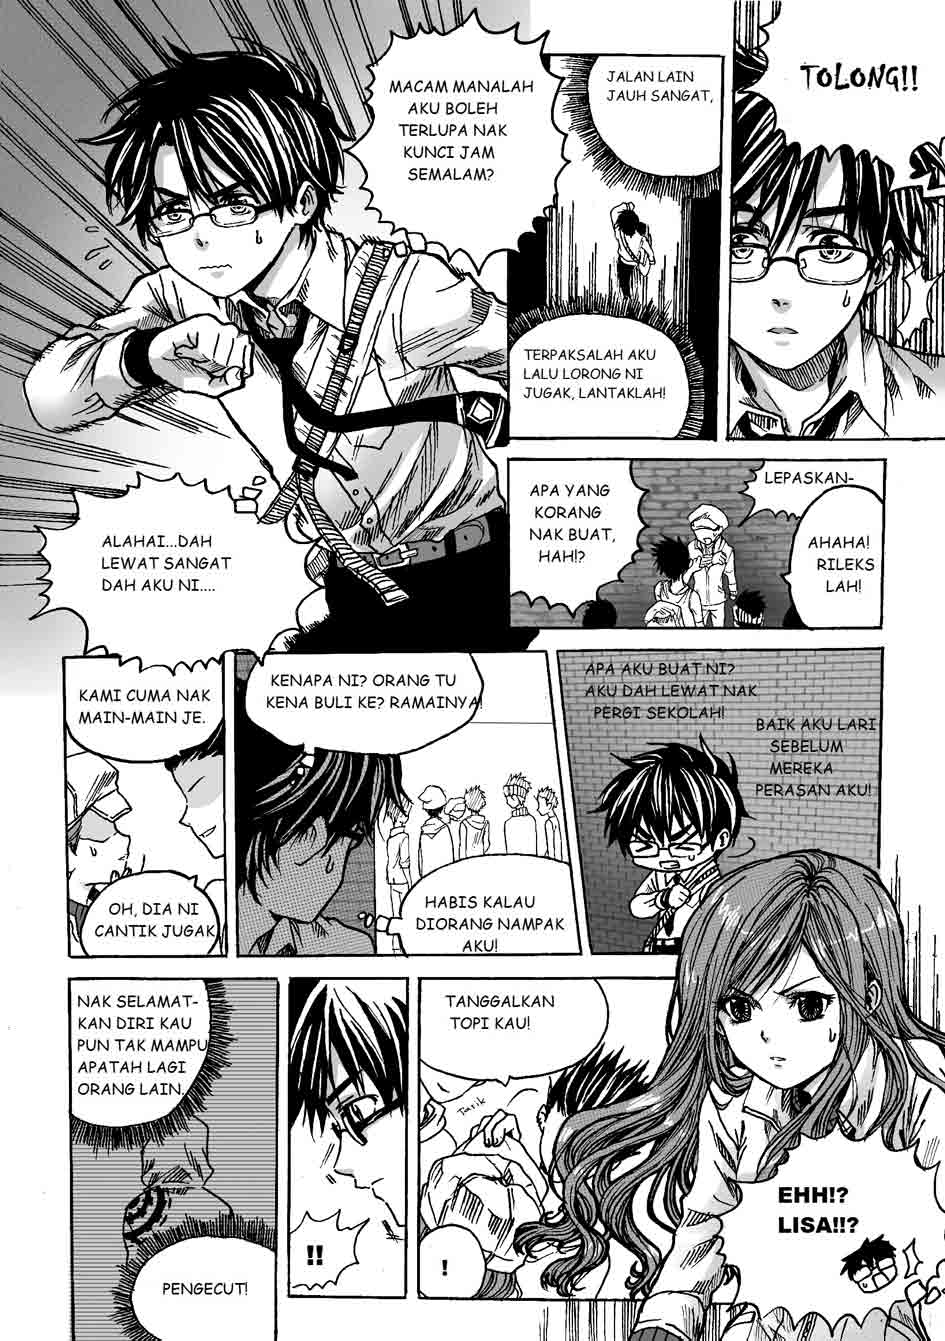 MACAM MANALAH
AKU BOLEH
TERLUPA NAK
KUNCI JAM
SEMALAM?
ALAHAI...DAH
LEWAT SANGAT
DAH AKU NI....
JALAN LAIN
JAUH SANGAT,
TERPAKSALAH AKU
LALU LORONG NI
JUGAK, LANTAKLAH!
TOLONG!!
APA YANG
KORANG
NAK BUAT,
HAH!?
LEPASKAN-
AHAHA!
RILEKS
LAH!
KAMI CUMA NAK
MAIN-MAIN JE.
OH, DIA NI
CANTIK JUGAK
KENAPA NI? ORANG TU
KENA BULI KE? RAMAINYA!
HABIS KALAU
DIORANG NAMPAK
AKU!
APA AKU BUAT NI?
AKU DAH LEWAT NAK
PERGI SEKOLAH!
BAIK AKU LARI
SEBELUM
MEREKA
PERASAN AKU!
NAK SELAMAT-
KAN DIRI KAU
PUN TAK MAMPU
APATAH LAGI
ORANG LAIN.
PENGECUT!
!!
TANGGALKAN
TOPI KAU!
Tarik
!
EHH!?
LISA!!?